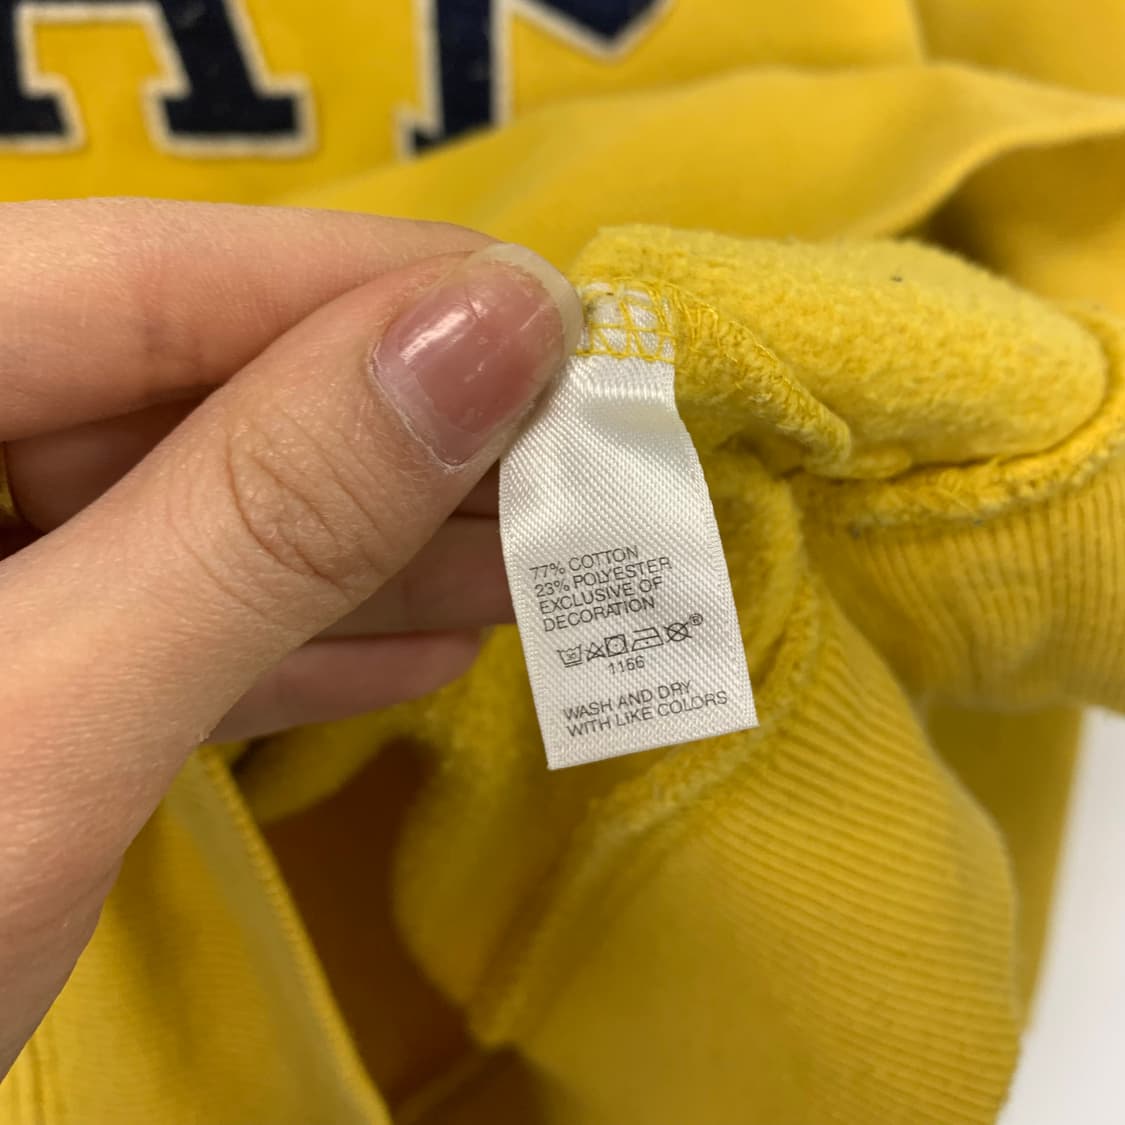 77% COTTON
23% POLYESTER
EXCLUSIVE OF
DECORATION
®
1166
WASH AND DRY
WITH LIKE COLORS